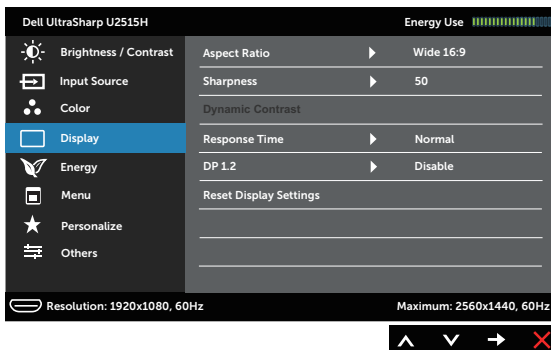 Dell UltraSharp U2515H
Energy Use
Brightness / Contrast
Input Source
Color
Display
Energy
Menu
Personalize
Others
Aspect Ratio Wide 16:9
Sharpness 50
Dynamic Contrast
Response Time Normal
DP 1.2 Disable
Reset Display Settings
Resolution: 1920x1080, 60Hz
Maximum: 2560x1440, 60Hz